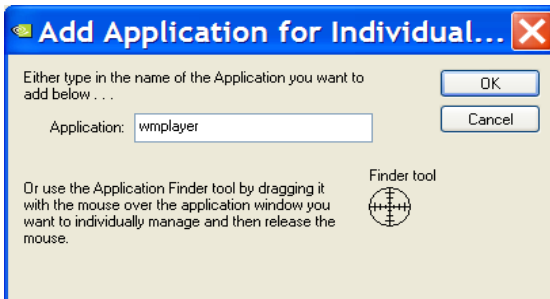 Add Application for Individual...
Either type in the name of the Application you want to
add below . . .
OK
Application: wmplayer
Cancel
Finder tool
Or use the Application Finder tool by dragging it
with the mouse over the application window you
want to individually manage and then release the
mouse.